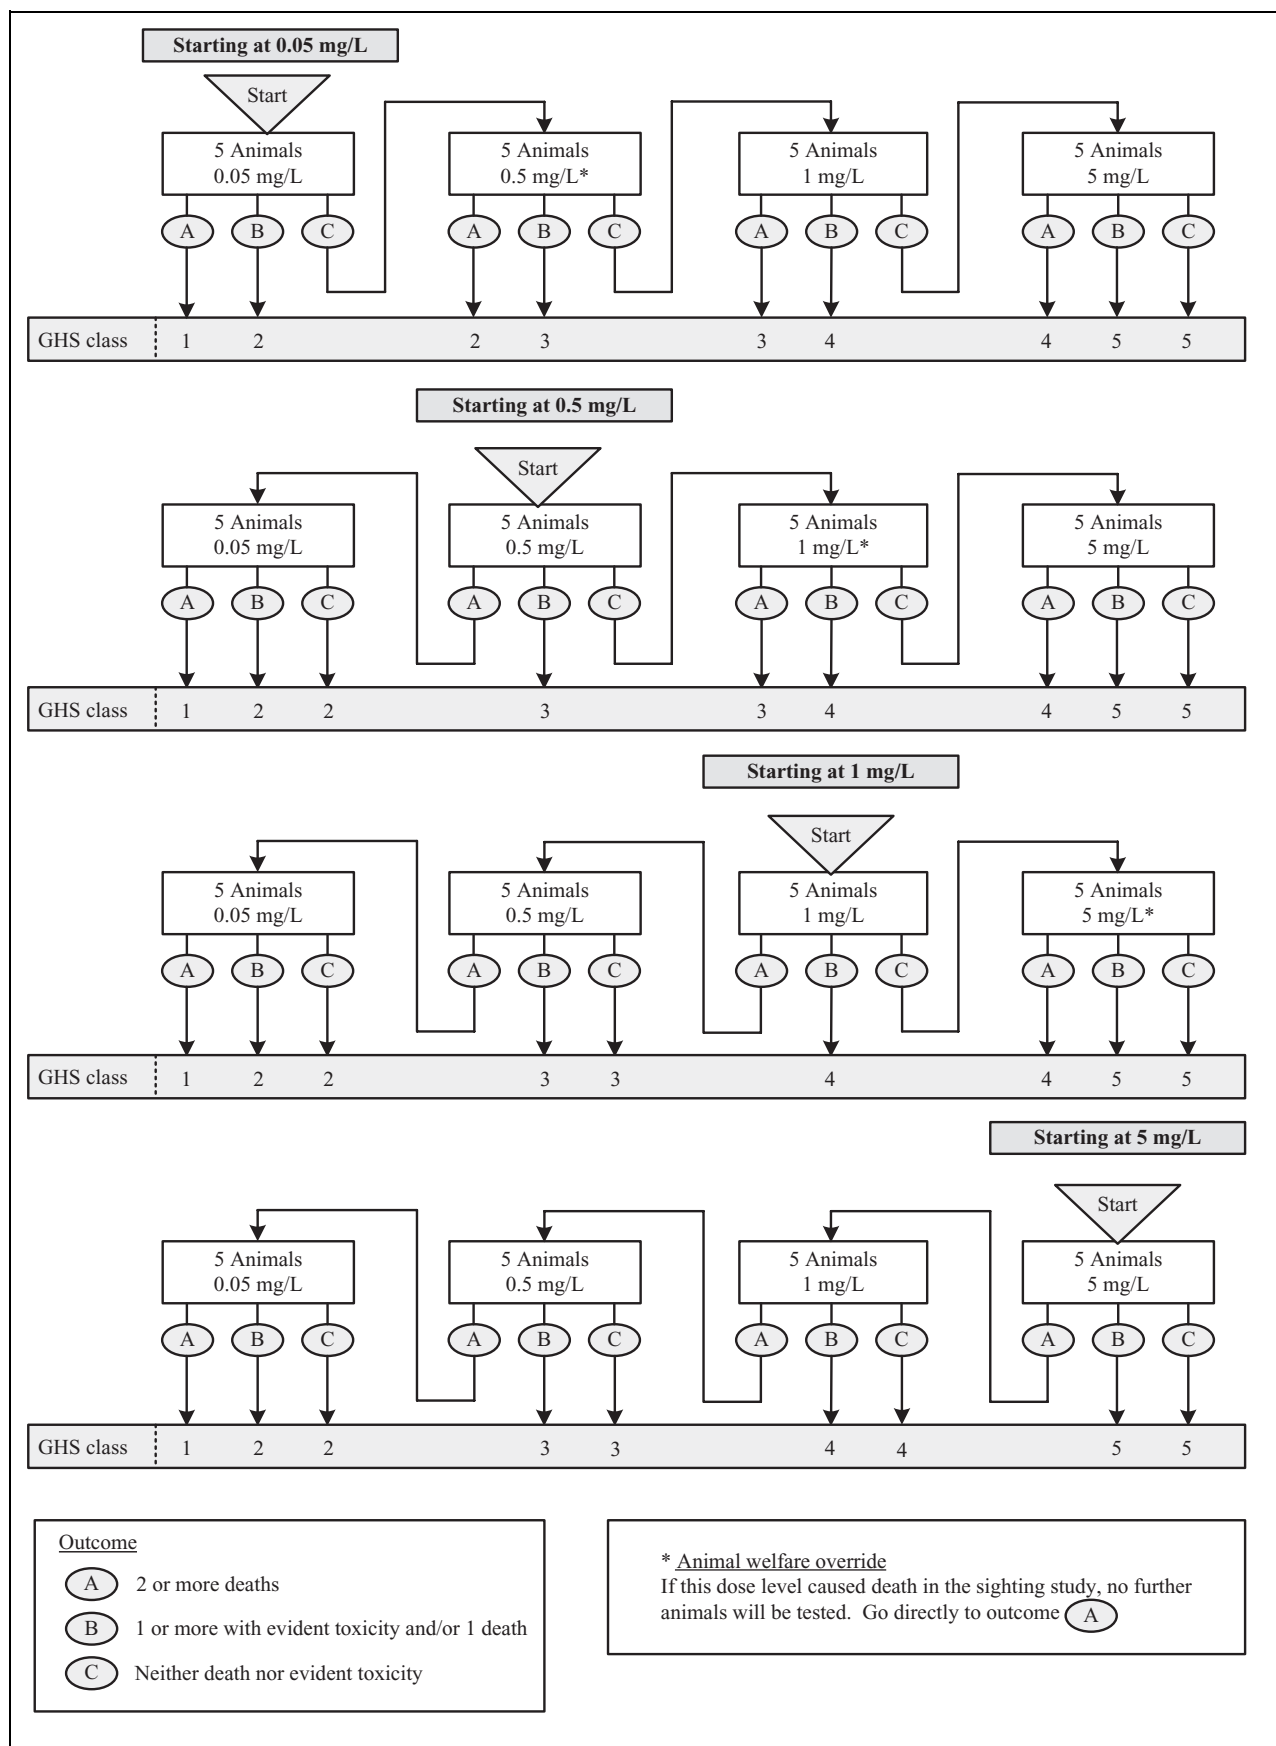 Starting at 0.05 mg/L
Start
5 Animals 5 Animals 5 Animals 5 Animals
0.05 mg/L 0.5 mg/L* 1 mg/L 5 mg/L
A B C A B C A B C A B C
GHS class 1 2 2 3 3 4 4 5 5
Starting at 0.5 mg/L
Start
5 Animals 5 Animals 5 Animals 5 Animals
0.05 mg/L 0.5 mg/L 1 mg/L* 5 mg/L
A B C A B C A B C A B C
GHS class 1 2 2 3 3 4 4 5 5
Starting at 1 mg/L
Start
5 Animals 5 Animals 5 Animals 5 Animals
0.05 mg/L 0.5 mg/L 1 mg/L 5 mg/L*
A B C A B C A B C A B C
GHS class 1 2 2 3 3 4 4 5 5
Starting at 5 mg/L
Start
5 Animals 5 Animals 5 Animals 5 Animals
0.05 mg/L 0.5 mg/L 1 mg/L 5 mg/L
A B C A B C A B C A B C
GHS class 1 2 2 3 3 4 4 5 5
Outcome
A 2 or more deaths
B 1 or more with evident toxicity and/or 1 death
C Neither death nor evident toxicity
* Animal welfare override
If this dose level caused death in the sighting study, no further
animals will be tested. Go directly to outcome A